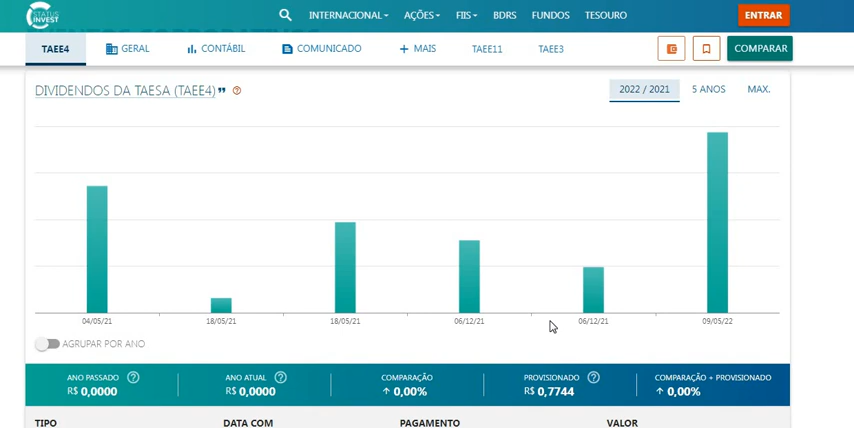 STATUS
INVEST
INTERNACIONAL
AÇÕES
FIIS
BDRS
FUNDOS
TESOURO
ENTRAR
TAEE4
GERAL
CONTÁBIL
COMUNICADO
+ MAIS
TAEE11
TAEE3
COMPARAR
DIVIDENDOS DA TAESA (TAEE4) ?
2022 / 2021
5 ANOS
MAX.
04/05/21
18/05/21
18/05/21
06/12/21
06/12/21
09/05/22
AGRUPAR POR ANO
ANO PASSADO ?
R$ 0,0000
ANO ATUAL ?
R$ 0,0000
COMPARAÇÃO
↑ 0,00%
PROVISIONADO ?
R$ 0,7744
COMPARAÇÃO + PROVISIONADO
↑ 0,00%
TIPO
DATA COM
PAGAMENTO
VALOR